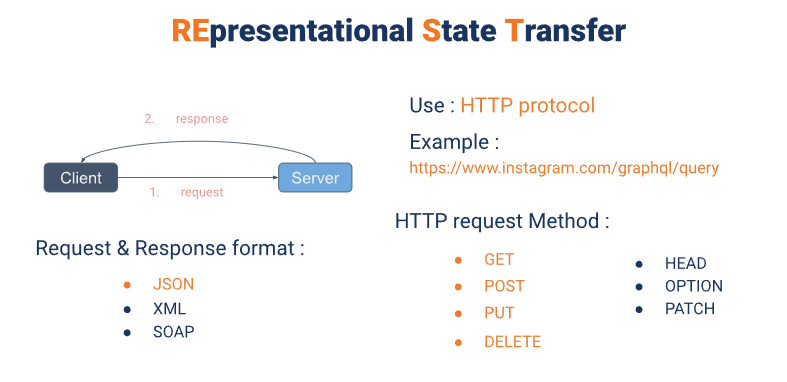 REpresentational State Transfer
2. response
Client
Server
1. request
Request & Response format :
● JSON
● XML
● SOAP
Use : HTTP protocol
Example :
https://www.instagram.com/graphql/query
HTTP request Method :
● GET
● POST
● PUT
● DELETE
● HEAD
● OPTION
● PATCH